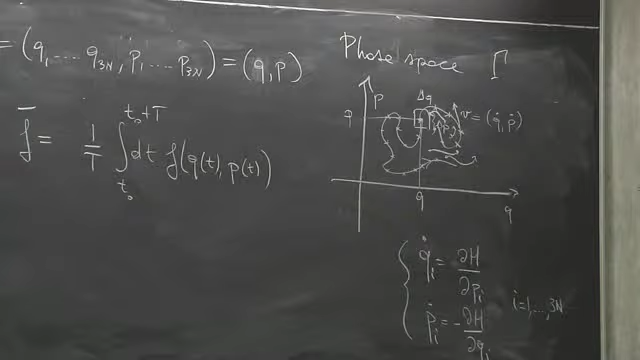 = (q₁, .... q₃ₙ, p₁ .... p₃ₙ) = (q, p)
f̄ = 1/T ∫_{t₀}^{t₀+T} dt f(q(t), p(t))
Phase space Γ
p
Δq
q
v = (q̇, ṗ)
q
q
q̇ᵢ = ∂H/∂pᵢ
i=1,...,3N
ṗᵢ = -∂H/∂qᵢ